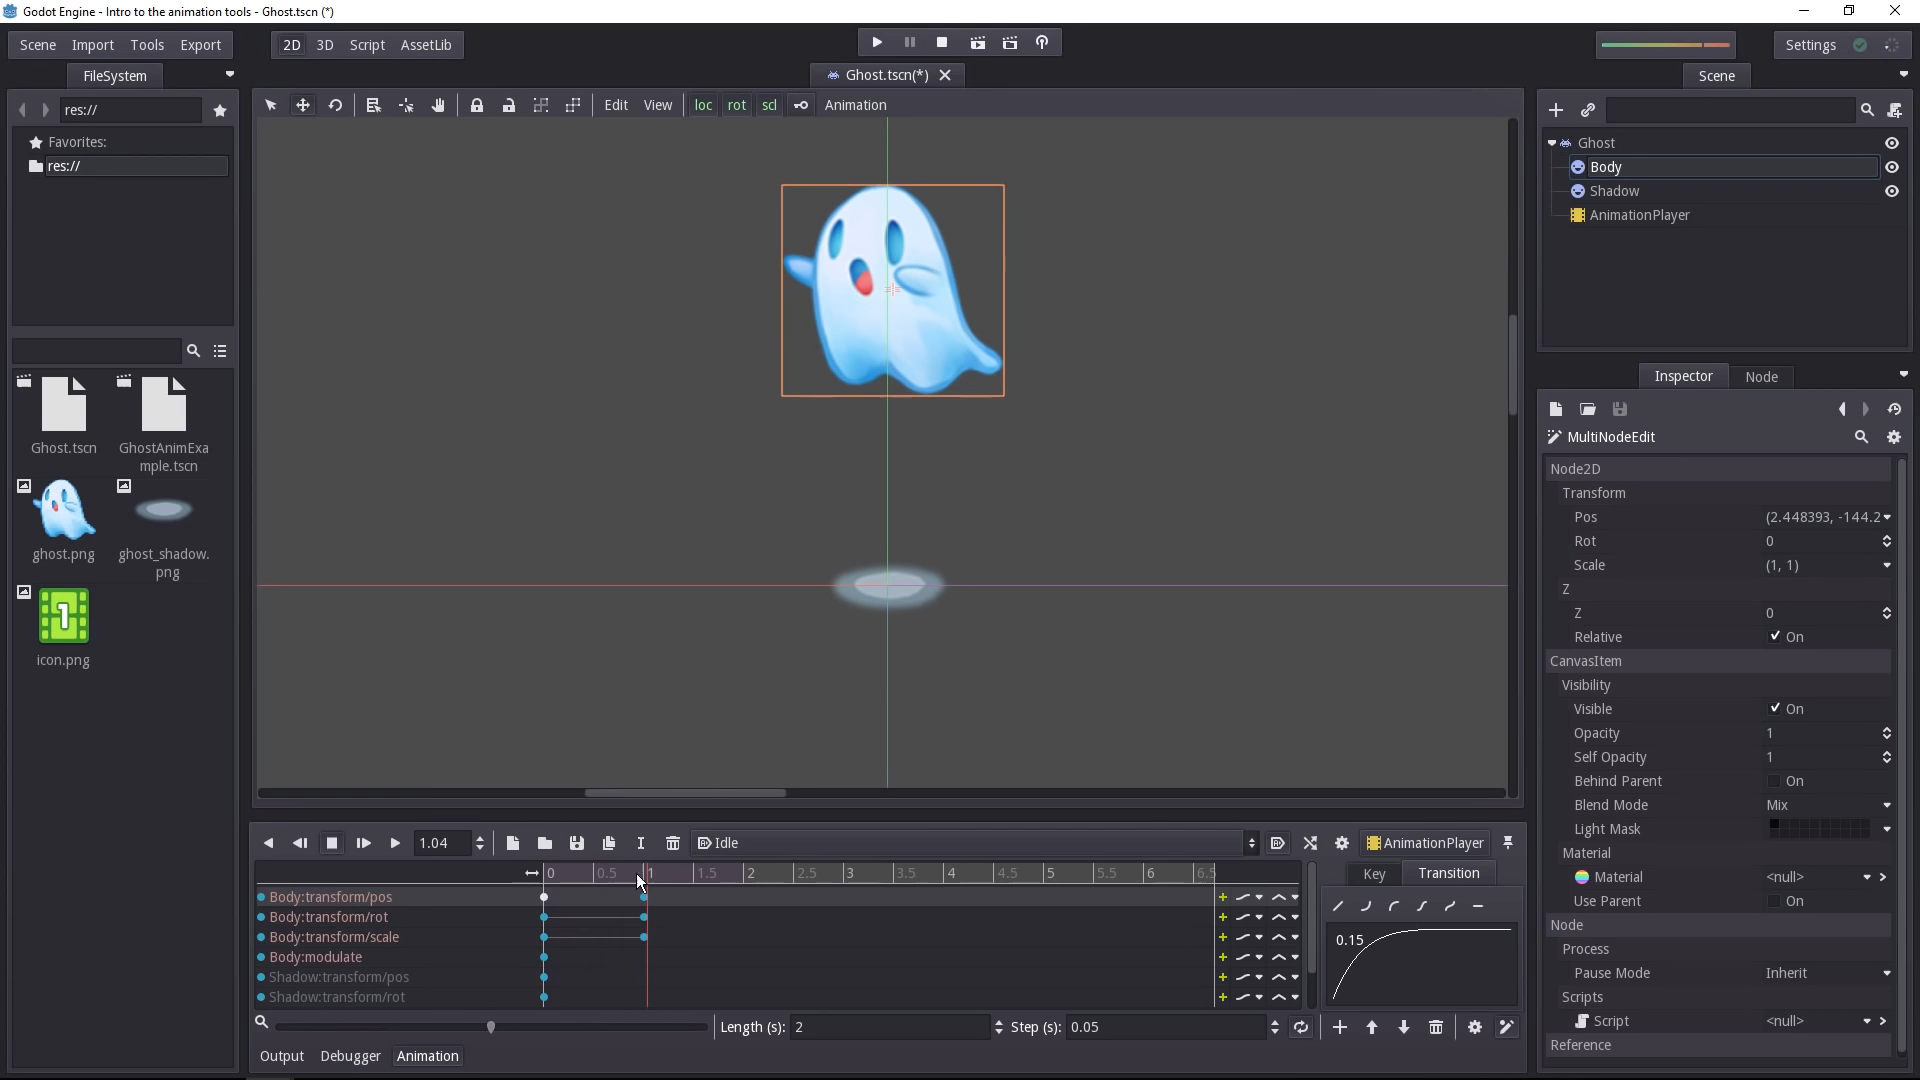 Godot Engine - Intro to the animation tools - Ghost.tscn (*)
Scene Import Tools Export
2D 3D Script AssetLib
Settings
FileSystem
Ghost.tscn(*)
Scene
res://
Edit View loc rot scl Animation
Favorites:
res://
Ghost
Body
Shadow
AnimationPlayer
Ghost.tscn
GhostAnimExa
mple.tscn
ghost.png
ghost_shadow.
png
1
icon.png
Inspector Node
MultiNodeEdit
Node2D
Transform
Pos (2.448393, -144.2
Rot 0
Scale (1, 1)
Z
Z 0
Relative On
CanvasItem
Visibility
Visible On
Opacity 1
Self Opacity 1
Behind Parent On
Blend Mode Mix
Light Mask
Material
Material <null>
Use Parent On
Node
Process
Pause Mode Inherit
Scripts
Script <null>
Reference
1.04 Idle AnimationPlayer
0 0.5 1 1.5 2 2.5 3 3.5 4 4.5 5 5.5 6 6.5
Key Transition
Body:transform/pos
Body:transform/rot
Body:transform/scale
Body:modulate
Shadow:transform/pos
Shadow:transform/rot
0.15
Length (s): 2 Step (s): 0.05
Output Debugger Animation